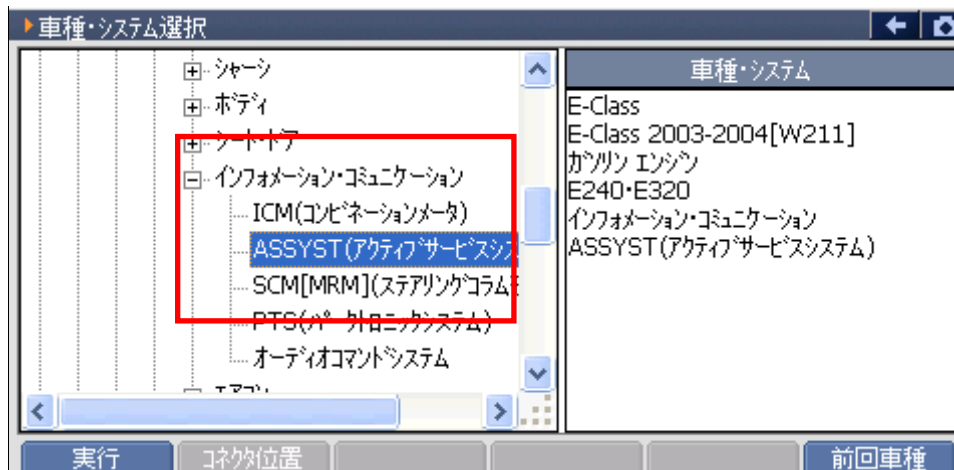 車種・システム選択
シャーシ
ボディ
シート・ドア
インフォメーション・コミュニケーション
ICM(コンビネーションメータ)
ASSYST(アクティブサービスシス
SCM[MRM](ステアリングコラムモ
PTS(パークトロニックシステム)
オーディオコマンドシステム
エアコン
車種・システム
E-Class
E-Class 2003-2004[W211]
ガソリン エンジン
E240・E320
インフォメーション・コミュニケーション
ASSYST(アクティブサービスシステム)
実行
コネクタ位置
前回車種